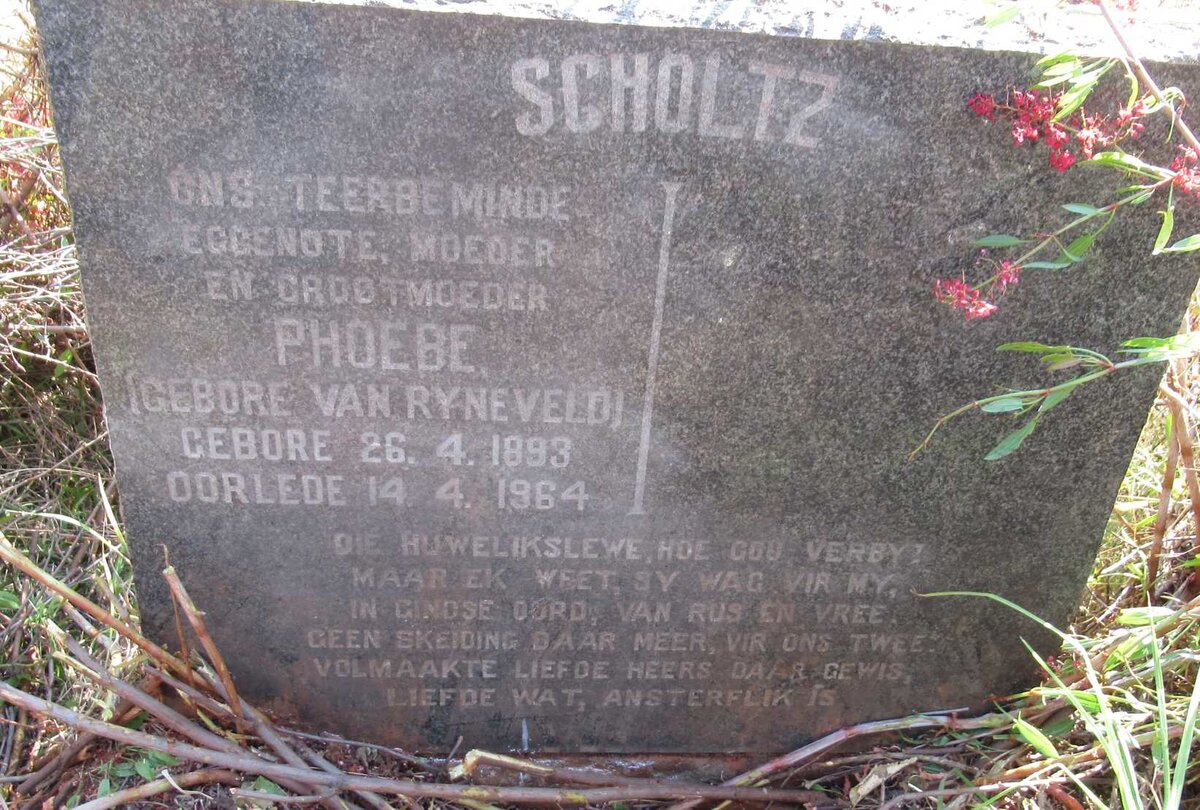 SCHOLTZ
ONS TEERBEMINDE
EGGENOTE, MOEDER
EN GROOTMOEDER
PHOEBE
(GEBORE VAN RYNEVELD)
GEBORE 26. 4. 1893
OORLEDE 14 4. 1964
DIE HUWELIKSLEWE, HOE GOU VERBY?
MAAR EK WEET, SY WAG VIR MY,
IN GINDSE OORD, VAN RUS EN VREE.
GEEN SKEIDING DAAR MEER, VIR ONS TWEE:
VOLMAAKTE LIEFDE HEERS DAAR GEWIS,
LIEFDE WAT, ANSTERFLIK IS